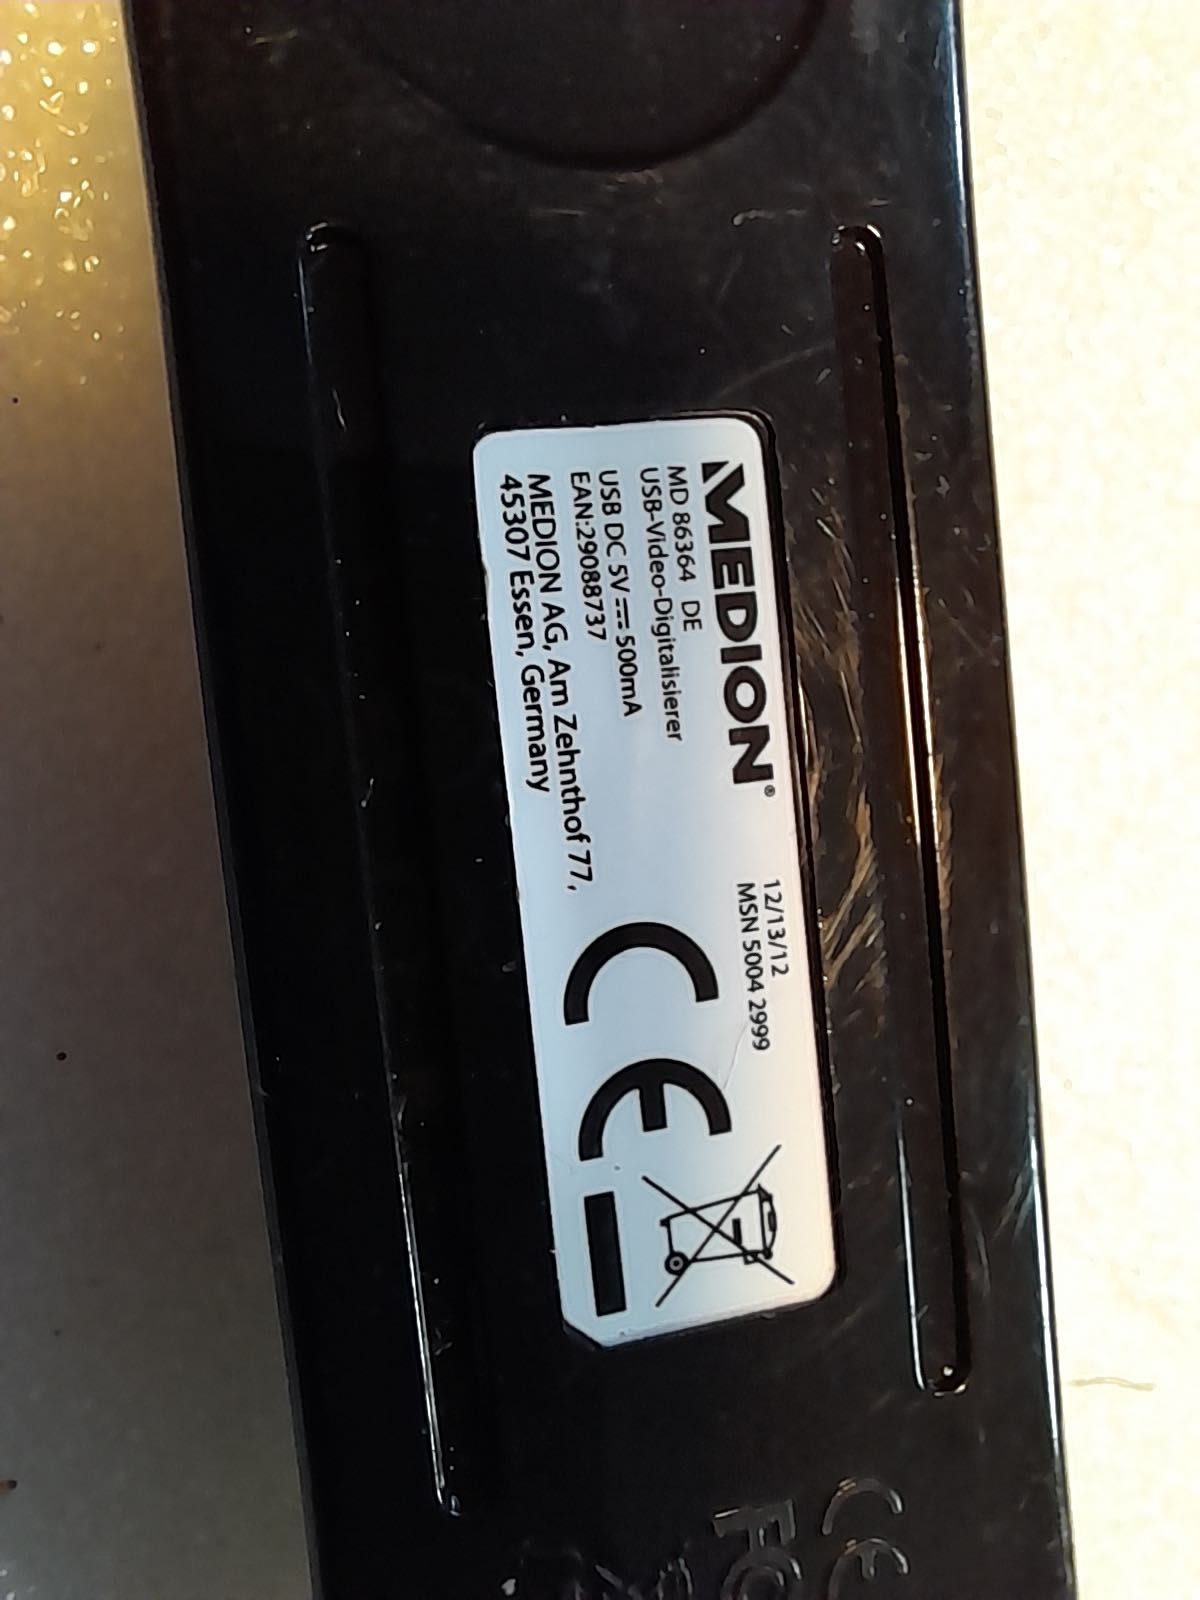 MEDION®
MD 86364 DE
USB-Video-Digitalisierer
USB DC 5V⎓500mA
EAN:29088737
MEDION AG, Am Zehnthof 77,
45307 Essen, Germany
12/13/12
MSN 5004 2999
CE
CE